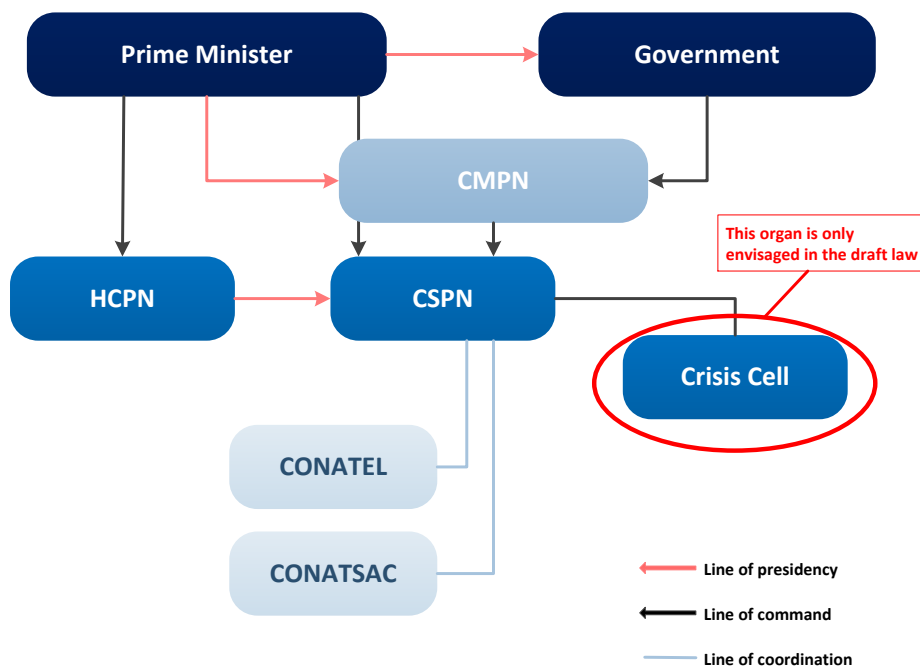 Prime Minister
Government
CMPN
This organ is only
envisaged in the draft law
HCPN
CSPN
Crisis Cell
CONATEL
CONATSAC
Line of presidency
Line of command
Line of coordination